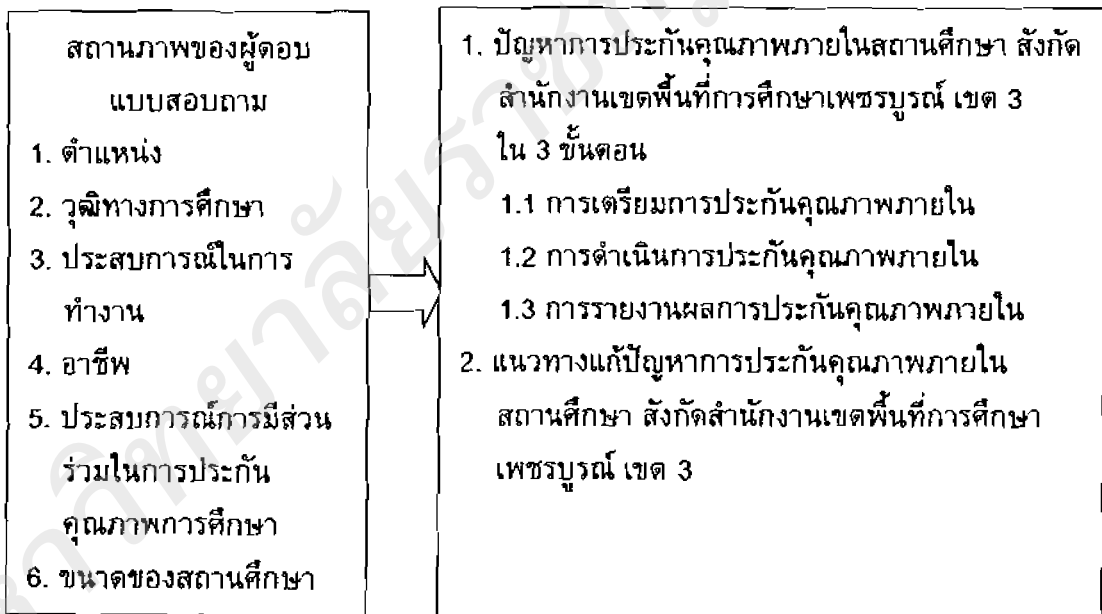 สถานภาพของผู้ตอบ
แบบสอบถาม
1. ตำแหน่ง
2. วุฒิทางการศึกษา
3. ประสบการณ์ในการ
ทำงาน
4. อาชีพ
5. ประสบการณ์การมีส่วน
ร่วมในการประกัน
คุณภาพการศึกษา
6. ขนาดของสถานศึกษา
1. ปัญหาการประกันคุณภาพภายในสถานศึกษา สังกัด
สำนักงานเขตพื้นที่การศึกษาเพชรบูรณ์ เขต 3
ใน 3 ขั้นตอน
1.1 การเตรียมการประกันคุณภาพภายใน
1.2 การดำเนินการประกันคุณภาพภายใน
1.3 การรายงานผลการประกันคุณภาพภายใน
2. แนวทางแก้ปัญหาการประกันคุณภาพภายใน
สถานศึกษา สังกัดสำนักงานเขตพื้นที่การศึกษา
เพชรบูรณ์ เขต 3